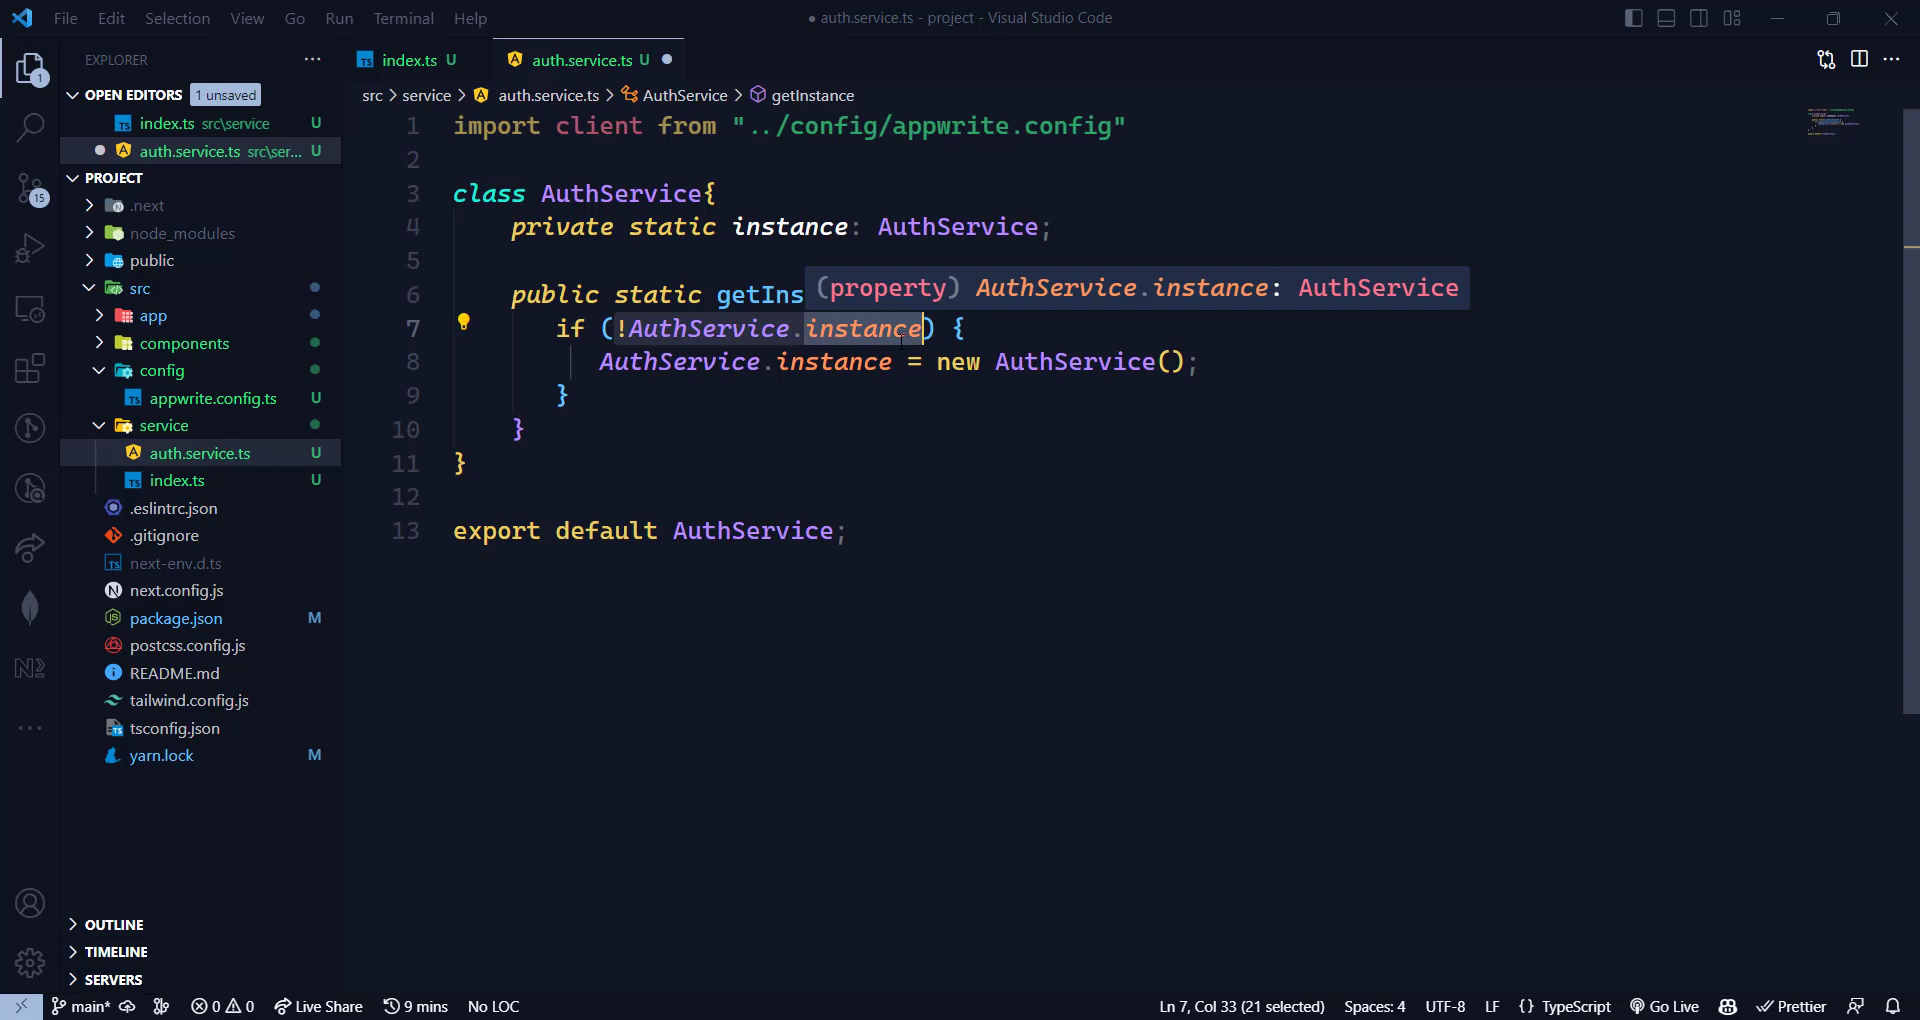 File Edit Selection View Go Run Terminal Help
● auth.service.ts - project - Visual Studio Code
EXPLORER
OPEN EDITORS 1 unsaved
index.ts src\service U
auth.service.ts src\ser... U
PROJECT
.next
node_modules
public
src
app
components
config
appwrite.config.ts U
service
auth.service.ts U
index.ts U
.eslintrc.json
.gitignore
next-env.d.ts
next.config.js
package.json M
postcss.config.js
README.md
tailwind.config.js
tsconfig.json
yarn.lock M
OUTLINE
TIMELINE
SERVERS
1
15
index.ts U
auth.service.ts U
src > service > auth.service.ts > AuthService > getInstance
1 import client from "../config/appwrite.config"
2
3 class AuthService{
4 private static instance: AuthService;
5
6 public static getIns
(property) AuthService.instance: AuthService
7 if (!AuthService.instance) {
8 AuthService.instance = new AuthService();
9 }
10 }
11 }
12
13 export default AuthService;
main* 0 0 Live Share 9 mins No LOC
Ln 7, Col 33 (21 selected) Spaces: 4 UTF-8 LF {} TypeScript Go Live Prettier